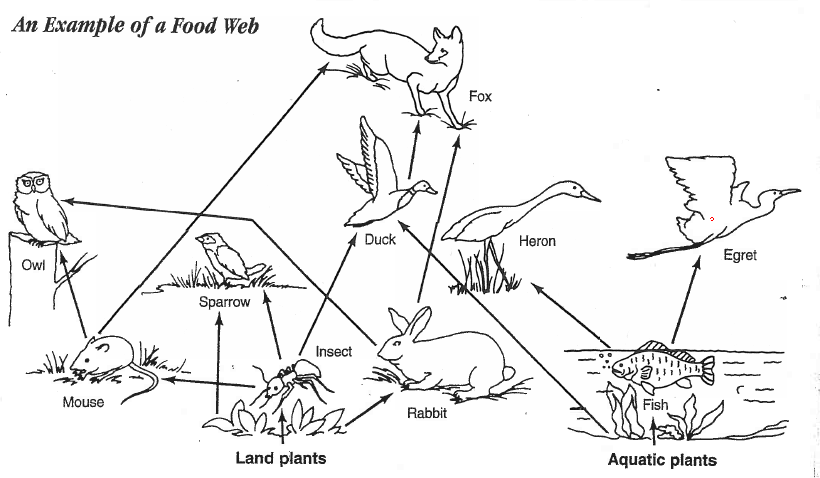 An Example of a Food Web
Fox
Duck
Heron
Egret
Owl
Sparrow
Insect
Mouse
Rabbit
Fish
Land plants
Aquatic plants